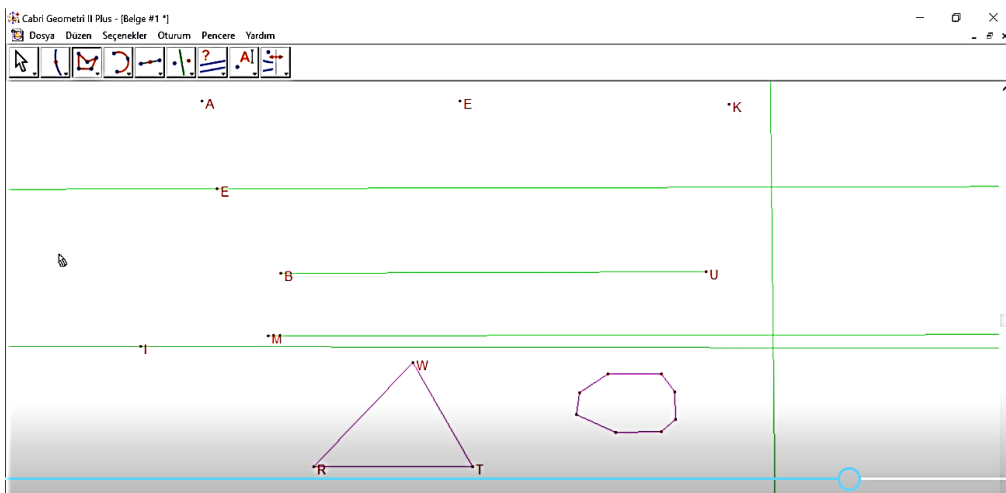 Cabri Geometri II Plus - [Belge #1 *]
Dosya Düzen Seçenekler Oturum Pencere Yardım
? A
A E K
E
B U
M
I
W
R T